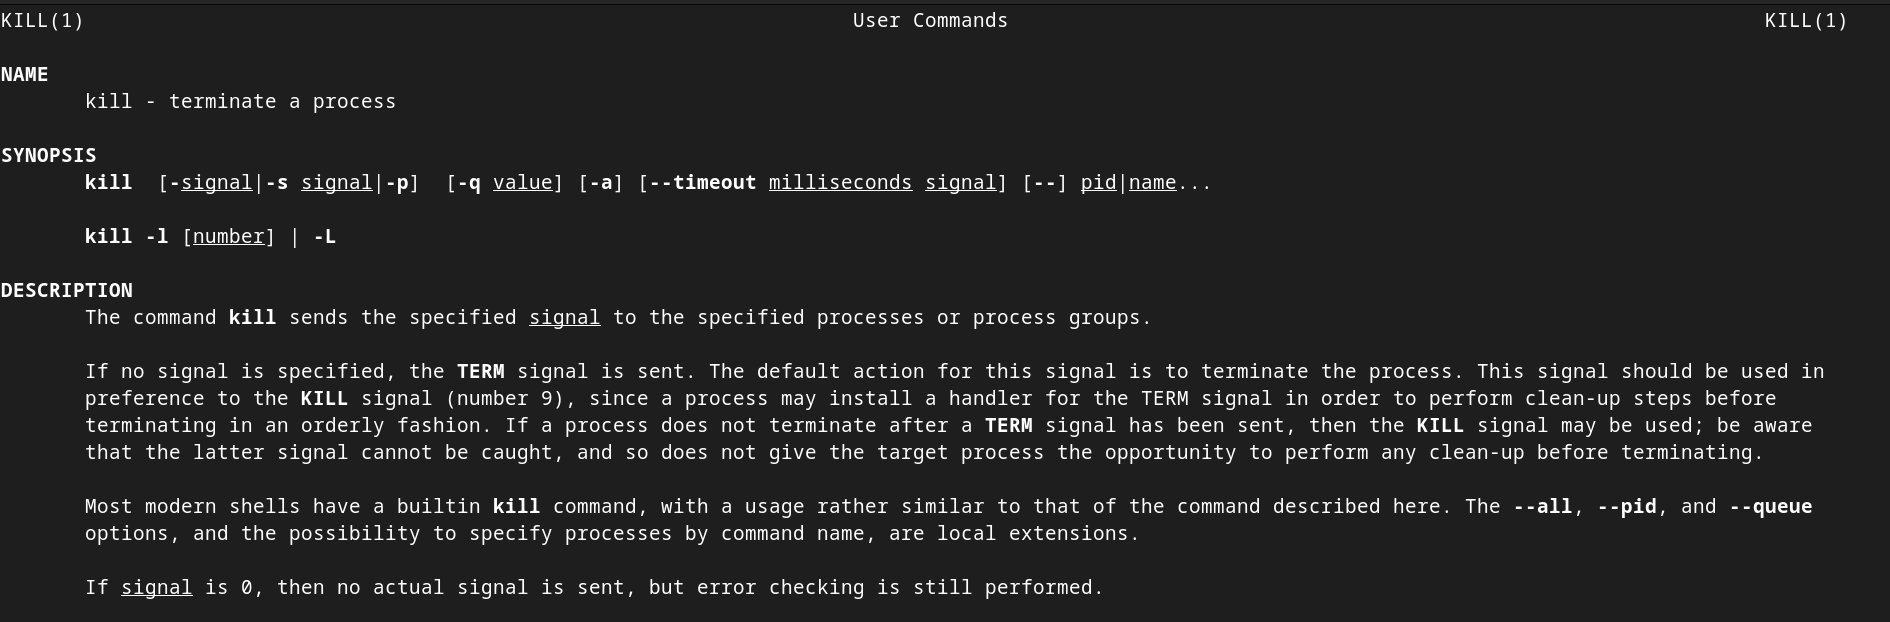 KILL(1) User Commands KILL(1)
NAME
kill - terminate a process
SYNOPSIS
kill [-signal|-s signal|-p] [-q value] [-a] [--timeout milliseconds signal] [--] pid|name...
kill -l [number] | -L
DESCRIPTION
The command kill sends the specified signal to the specified processes or process groups.
If no signal is specified, the TERM signal is sent. The default action for this signal is to terminate the process. This signal should be used in
preference to the KILL signal (number 9), since a process may install a handler for the TERM signal in order to perform clean-up steps before
terminating in an orderly fashion. If a process does not terminate after a TERM signal has been sent, then the KILL signal may be used; be aware
that the latter signal cannot be caught, and so does not give the target process the opportunity to perform any clean-up before terminating.
Most modern shells have a builtin kill command, with a usage rather similar to that of the command described here. The --all, --pid, and --queue
options, and the possibility to specify processes by command name, are local extensions.
If signal is 0, then no actual signal is sent, but error checking is still performed.